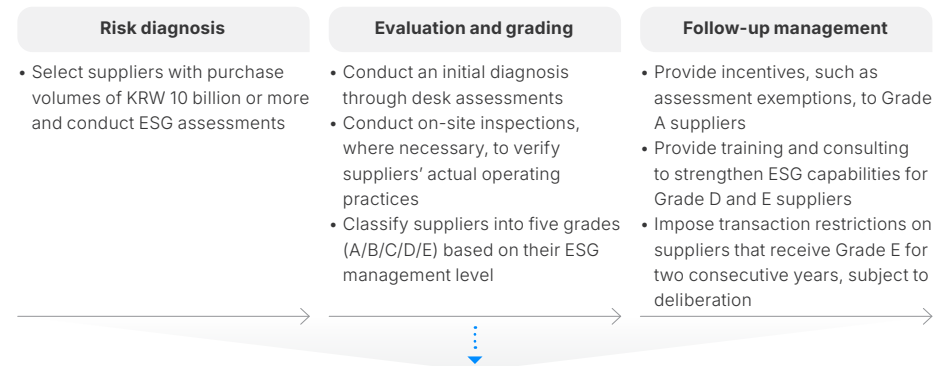 Risk diagnosis
• Select suppliers with purchase
volumes of KRW 10 billion or more
and conduct ESG assessments
Evaluation and grading
• Conduct an initial diagnosis
through desk assessments
• Conduct on-site inspections,
where necessary, to verify
suppliers’ actual operating
practices
• Classify suppliers into five grades
(A/B/C/D/E) based on their ESG
management level
Follow-up management
• Provide incentives, such as
assessment exemptions, to Grade
A suppliers
• Provide training and consulting
to strengthen ESG capabilities for
Grade D and E suppliers
• Impose transaction restrictions on
suppliers that receive Grade E for
two consecutive years, subject to
deliberation